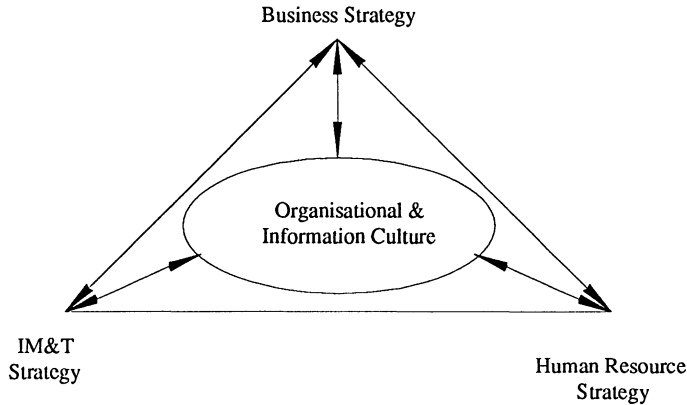 Business Strategy
Organisational &
Information Culture
IM&T
Strategy
Human Resource
Strategy